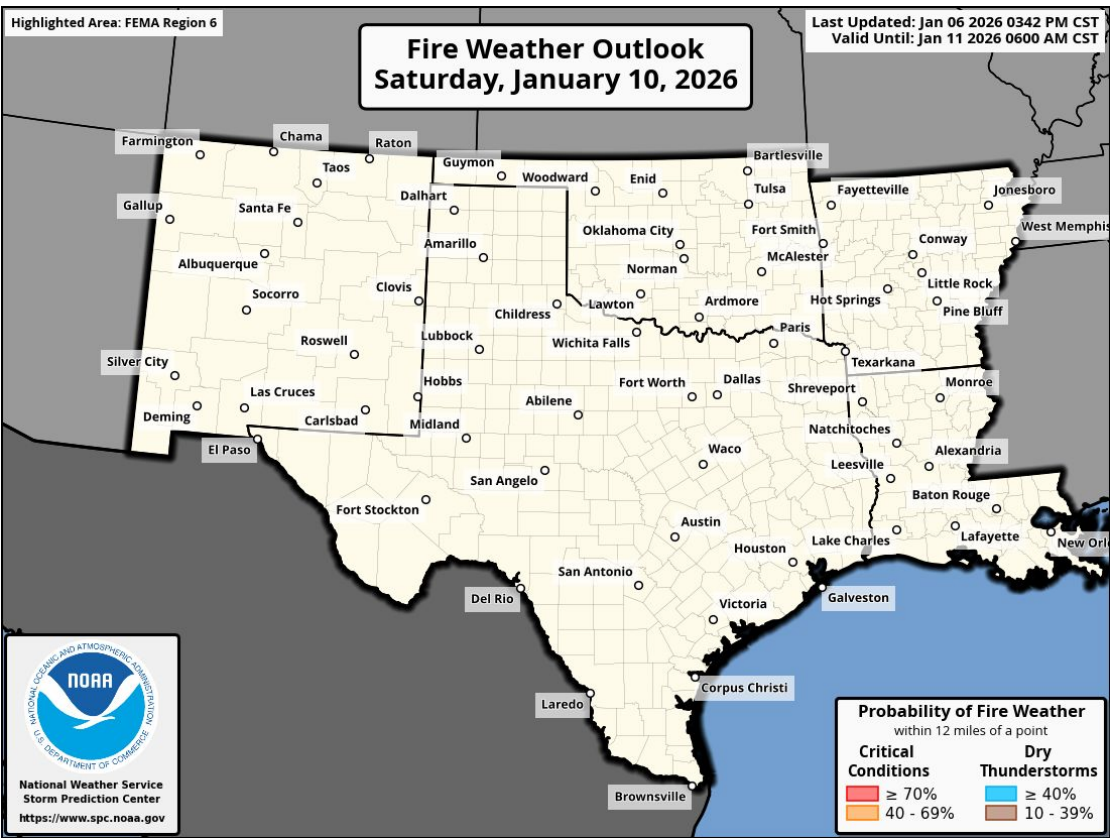 Highlighted Area: FEMA Region 6
Fire Weather Outlook
Saturday, January 10, 2026
Last Updated: Jan 06 2026 0342 PM CST
Valid Until: Jan 11 2026 0600 AM CST
Farmington
Chama
Raton
Taos
Guymon
Woodward
Enid
Bartlesville
Tulsa
Fayetteville
Jonesboro
Gallup
Santa Fe
Dalhart
West Memphis
Oklahoma City
Fort Smith
Conway
Albuquerque
Amarillo
Norman
McAlester
Little Rock
Socorro
Clovis
Childress
Lawton
Ardmore
Hot Springs
Pine Bluff
Roswell
Lubbock
Wichita Falls
Paris
Texarkana
Silver City
Las Cruces
Hobbs
Fort Worth
Dallas
Shreveport
Monroe
Deming
Carlsbad
Abilene
Midland
Natchitoches
El Paso
Waco
Leesville
Alexandria
San Angelo
Fort Stockton
Baton Rouge
Austin
Houston
Lake Charles
Lafayette
New Orl
San Antonio
Del Rio
Victoria
Galveston
Laredo
Corpus Christi
Brownsville
NATIONAL OCEANIC AND ATMOSPHERIC ADMINISTRATION
NOAA
U.S. DEPARTMENT OF COMMERCE
National Weather Service
Storm Prediction Center
https://www.spc.noaa.gov
Probability of Fire Weather
within 12 miles of a point
Critical
Conditions
≥ 70%
40 - 69%
Dry
Thunderstorms
≥ 40%
10 - 39%